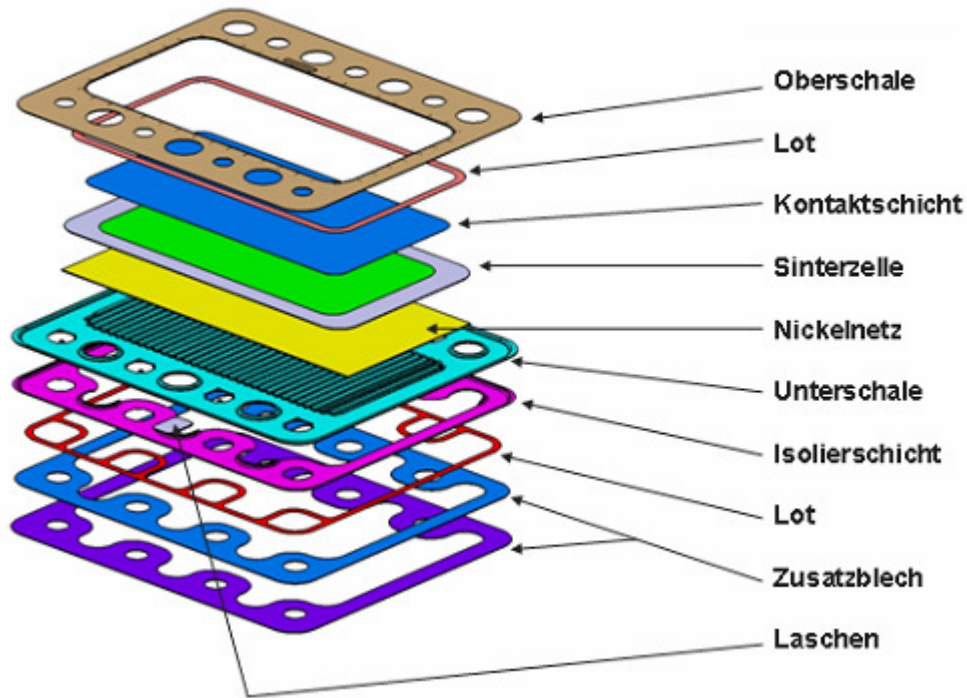 Oberschale
Lot
Kontaktschicht
Sinterzelle
Nickelnetz
Unterschale
Isolierschicht
Lot
Zusatzblech
Laschen